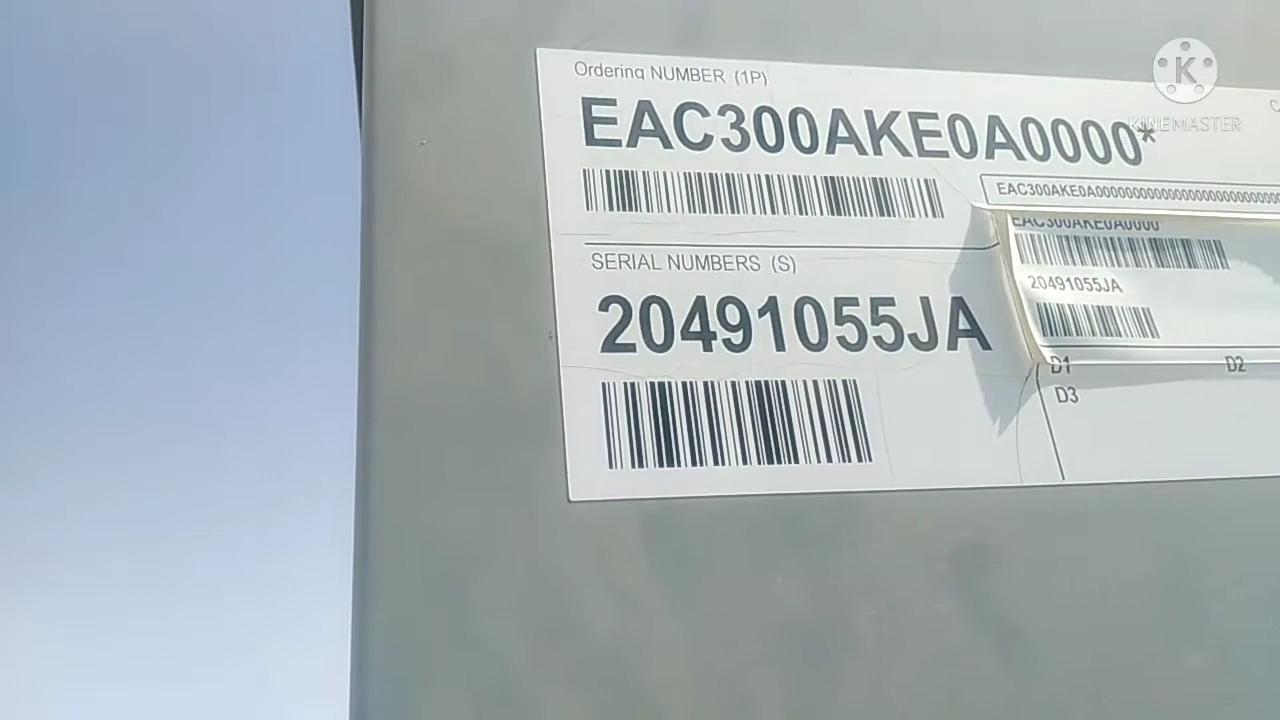 Ordering NUMBER (1P)
EAC300AKE0A0000*
SERIAL NUMBERS (S)
20491055JA
EAC300AKE0A0000
20491055JA
D1
D2
D3
KINEMASTER